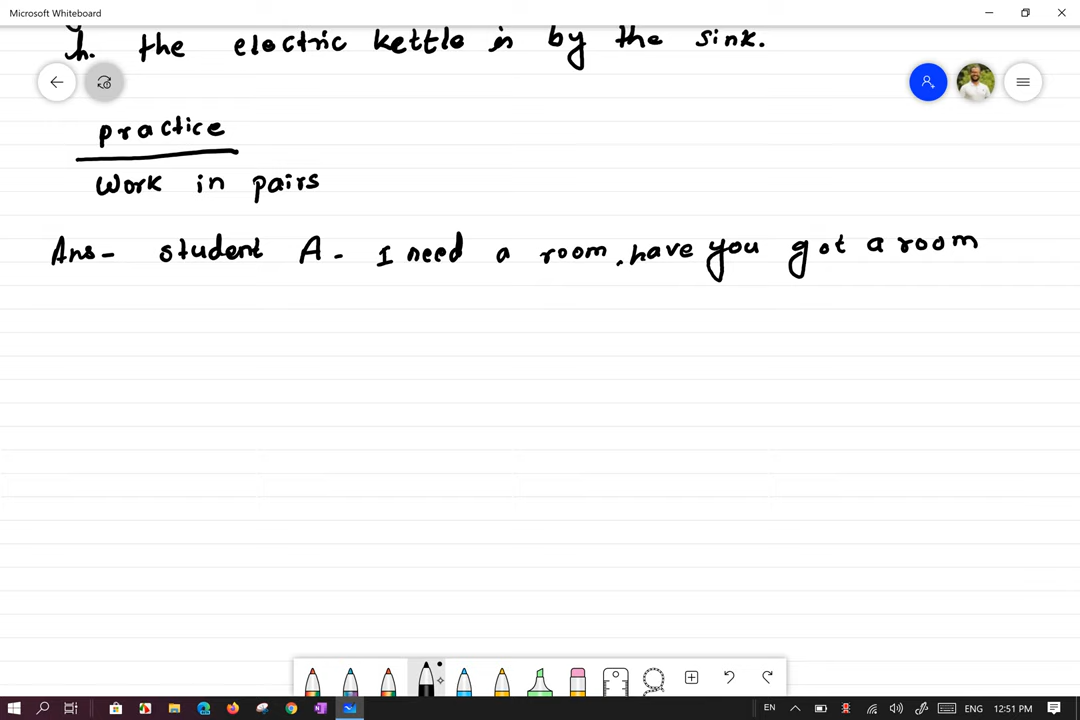 Microsoft Whiteboard
h. the electric kettle is by the sink.
practice
Work in pairs
Ans- student A - I need a room. have you got a room
EN
ENG
12:51 PM